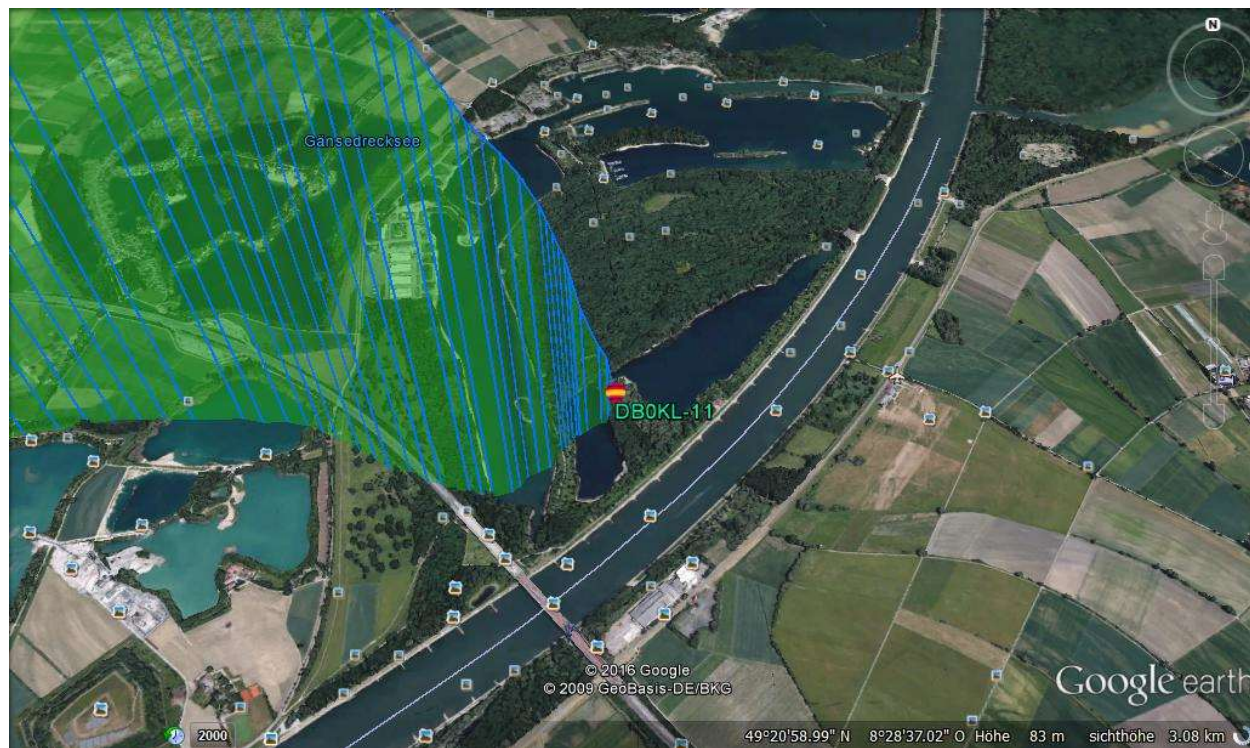 N
Gänsedrecksee
DB0KL-11
© 2016 Google
© 2009 GeoBasis-DE/BKG
Google earth
2000
49°20'58.99" N 8°28'37.02" O Höhe 83 m sichthöhe 3.08 km